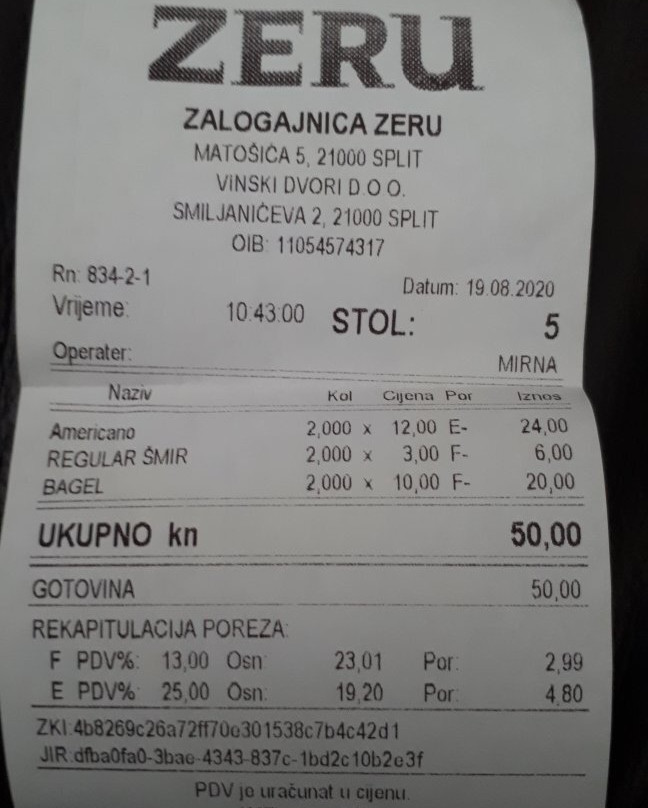 ZERU
ZALOGAJNICA ZERU
MATOŠIĆA 5, 21000 SPLIT
VINSKI DVORI D O O.
SMILJANIĆEVA 2, 21000 SPLIT
OIB: 11054574317
Rn: 834-2-1
Datum: 19.08.2020
Vrijeme: 10:43:00 STOL: 5
Operater: MIRNA
Naziv Kol Cijena Por Iznos
Americano 2,000 x 12,00 E- 24,00
REGULAR ŠMIR 2,000 x 3,00 F- 6,00
BAGEL 2,000 x 10,00 F- 20,00
UKUPNO kn 50,00
GOTOVINA 50,00
REKAPITULACIJA POREZA:
F PDV%: 13,00 Osn: 23,01 Por: 2,99
E PDV% 25,00 Osn: 19,20 Por: 4,80
ZKI:4b8269c26a72ff70e301538c7b4c42d1
JIR:dfba0fa0-3bae-4343-837c-1bd2c10b2e3f
PDV je uračunat u cijenu.